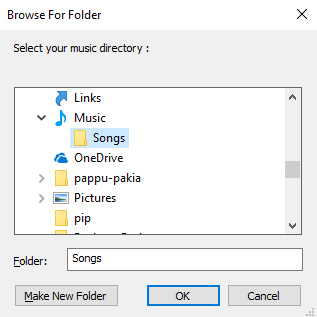 Browse For Folder
Select your music directory :
Links
Music
Songs
OneDrive
pappu-pakia
Pictures
pip
Folder: Songs
Make New Folder OK Cancel